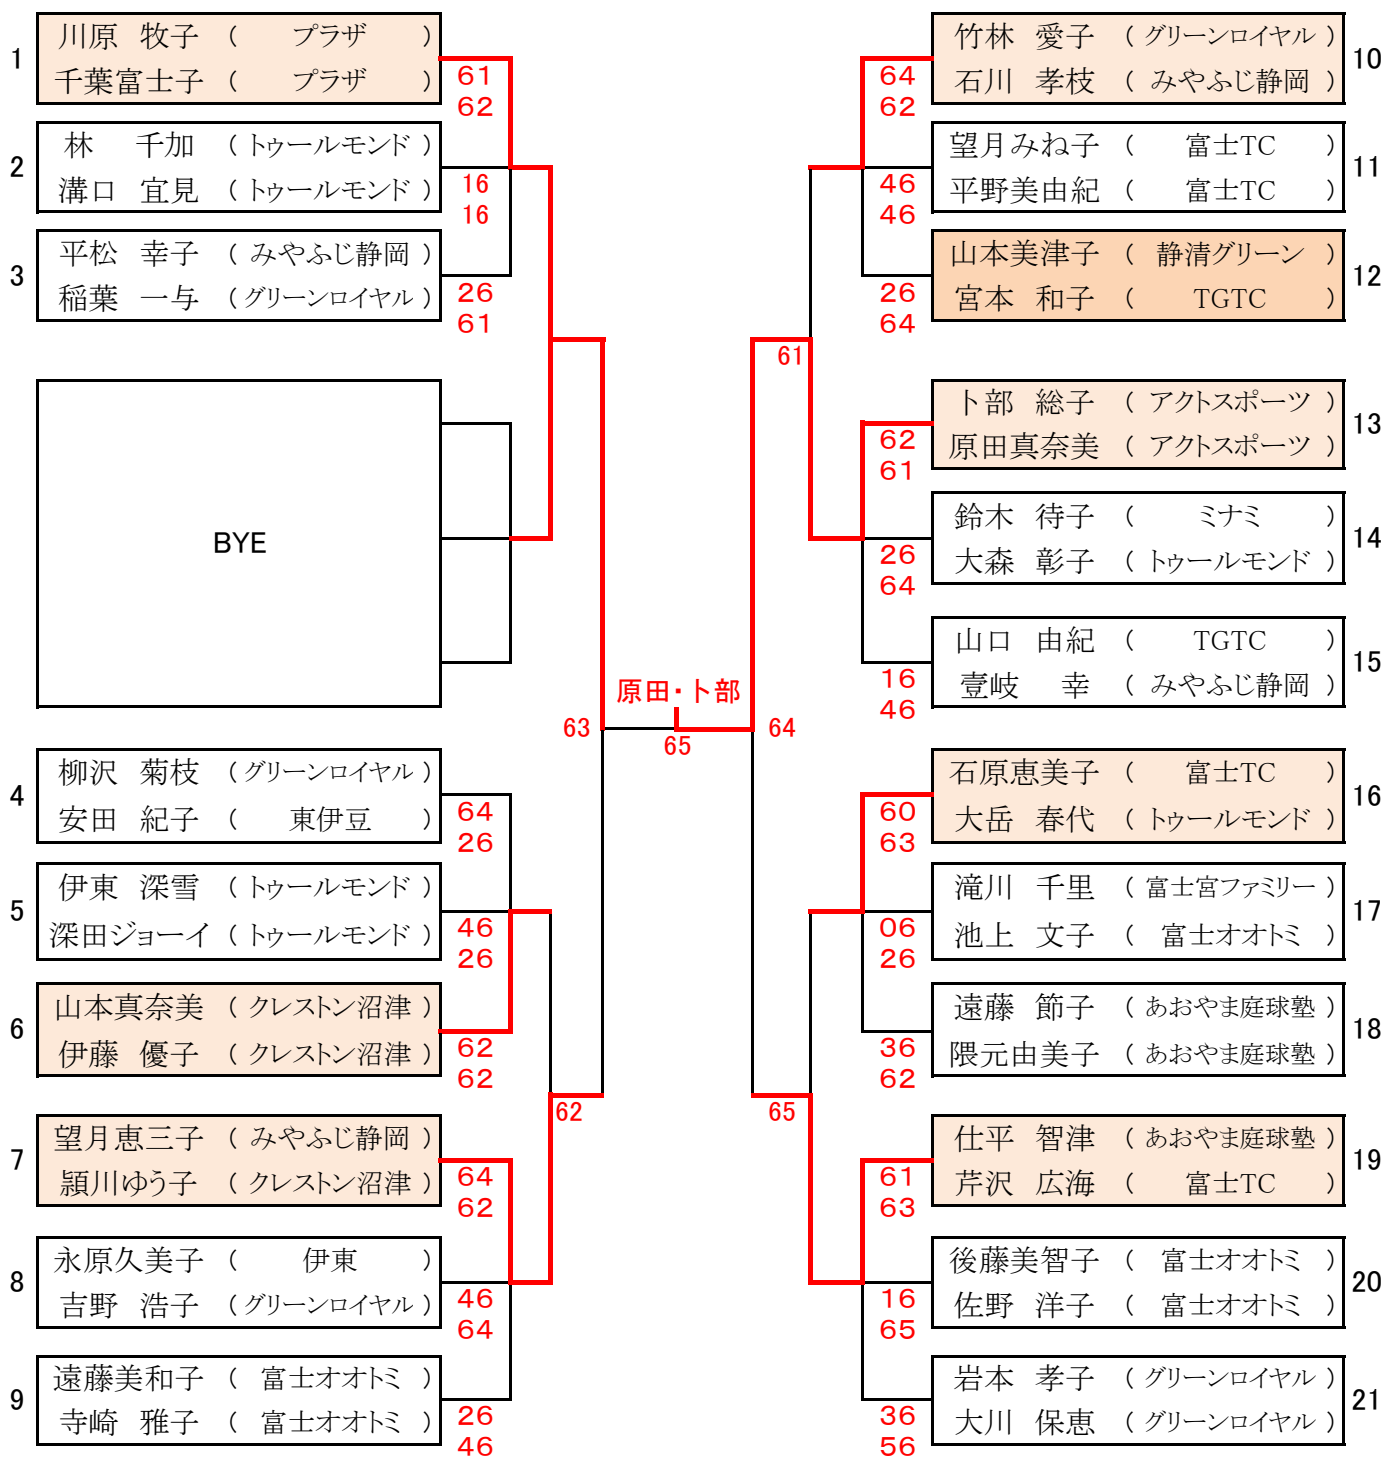 1
川原 牧子 ( プラザ )
千葉富士子 ( プラザ )
61
62
2
林 千加 ( トゥールモンド )
溝口 宜見 ( トゥールモンド )
16
16
3
平松 幸子 ( みやふじ静岡 )
稲葉 一与 ( グリーンロイヤル )
26
61
BYE
4
柳沢 菊枝 ( グリーンロイヤル )
安田 紀子 ( 東伊豆 )
64
26
5
伊東 深雪 ( トゥールモンド )
深田ジョーイ ( トゥールモンド )
46
26
6
山本真奈美 ( クレストン沼津 )
伊藤 優子 ( クレストン沼津 )
62
62
7
望月恵三子 ( みやふじ静岡 )
頴川ゆう子 ( クレストン沼津 )
64
62
8
永原久美子 ( 伊東 )
吉野 浩子 ( グリーンロイヤル )
46
64
9
遠藤美和子 ( 富士オオトミ )
寺崎 雅子 ( 富士オオトミ )
26
46
63
62
原田・卜部
65
64
61
65
竹林 愛子 ( グリーンロイヤル )
石川 孝枝 ( みやふじ静岡 )
10
64
62
望月みね子 ( 富士TC )
平野美由紀 ( 富士TC )
11
46
46
山本美津子 ( 静清グリーン )
宮本 和子 ( TGTC )
12
26
64
卜部 総子 ( アクトスポーツ )
原田真奈美 ( アクトスポーツ )
13
62
61
鈴木 待子 ( ミナミ )
大森 彰子 ( トゥールモンド )
14
26
64
山口 由紀 ( TGTC )
壹岐 幸 ( みやふじ静岡 )
15
16
46
石原恵美子 ( 富士TC )
大岳 春代 ( トゥールモンド )
16
60
63
滝川 千里 ( 富士宮ファミリー )
池上 文子 ( 富士オオトミ )
17
06
26
遠藤 節子 ( あおやま庭球塾 )
隈元由美子 ( あおやま庭球塾 )
18
36
62
仕平 智津 ( あおやま庭球塾 )
芹沢 広海 ( 富士TC )
19
61
63
後藤美智子 ( 富士オオトミ )
佐野 洋子 ( 富士オオトミ )
20
16
65
岩本 孝子 ( グリーンロイヤル )
大川 保恵 ( グリーンロイヤル )
21
36
56